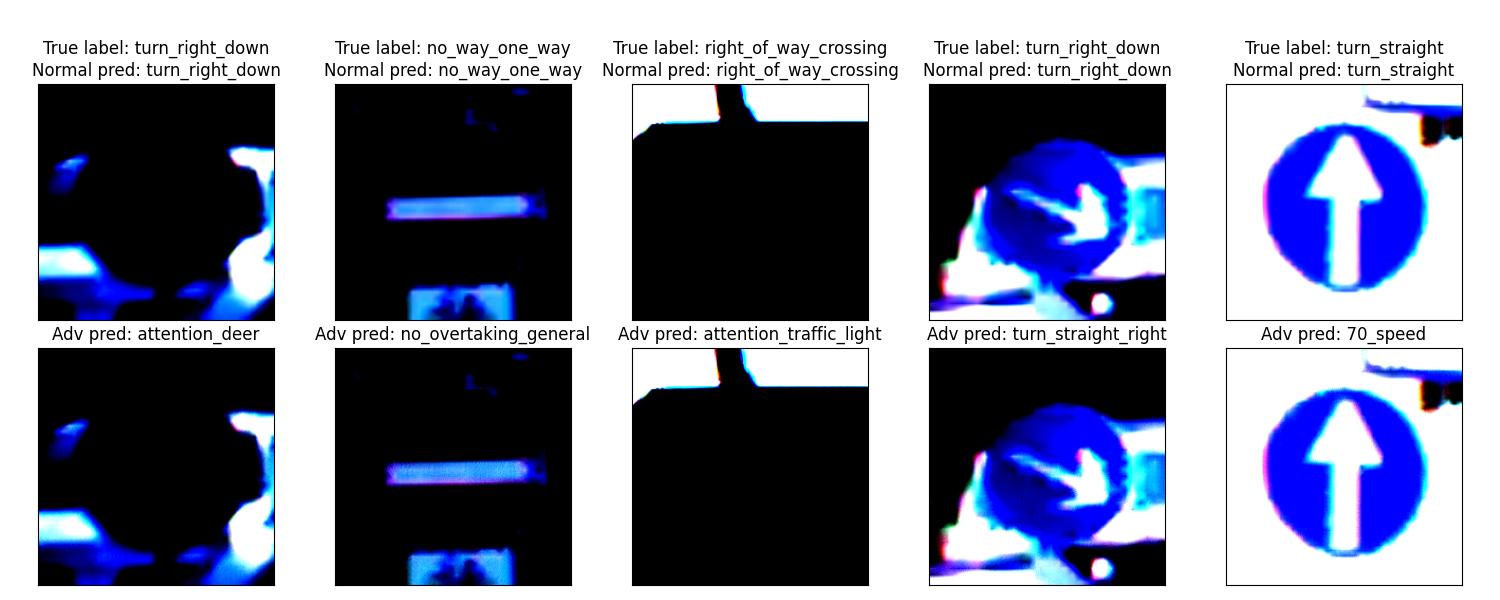 True label: turn_right_down
Normal pred: turn_right_down
True label: no_way_one_way
Normal pred: no_way_one_way
True label: right_of_way_crossing
Normal pred: right_of_way_crossing
True label: turn_right_down
Normal pred: turn_right_down
True label: turn_straight
Normal pred: turn_straight
Adv pred: attention_deer
Adv pred: no_overtaking_general
Adv pred: attention_traffic_light
Adv pred: turn_straight_right
Adv pred: 70_speed